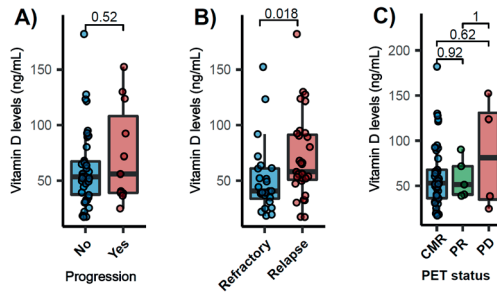 A)
0.52
Vitamin D levels (ng/mL)
150
100
50
No
Yes
Progression
B)
0.018
Vitamin D levels (ng/mL)
150
100
50
Refractory
Relapse
C)
1
0.62
0.92
Vitamin D levels (ng/mL)
200
150
100
50
CMR
PR
PD
PET status